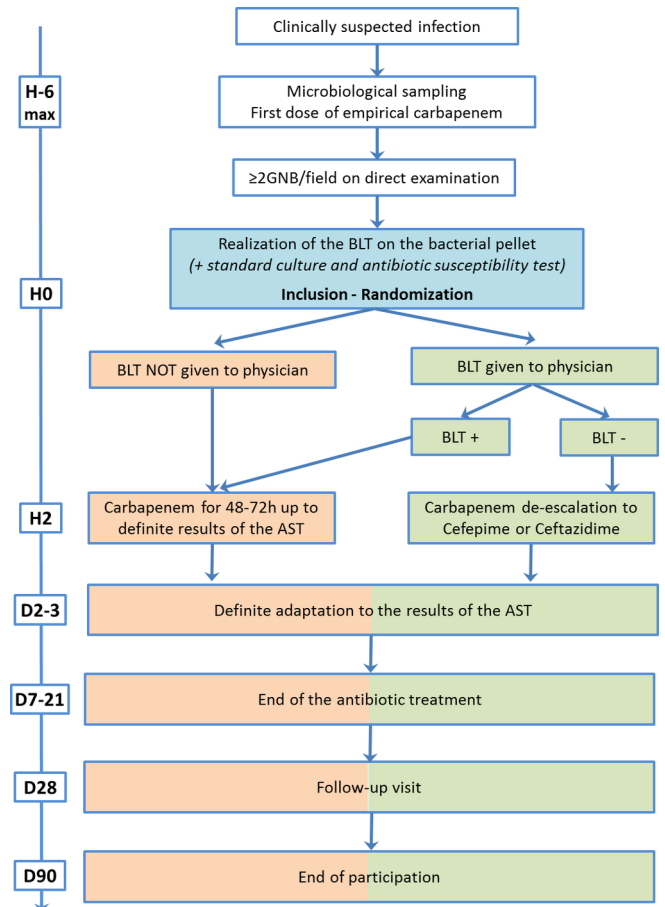 Clinically suspected infection
H-6
max
Microbiological sampling
First dose of empirical carbapenem
≥2GNB/field on direct examination
Realization of the BLT on the bacterial pellet
(+ standard culture and antibiotic susceptibility test)
H0
Inclusion - Randomization
BLT NOT given to physician
BLT given to physician
BLT +
BLT -
H2
Carbapenem for 48-72h up to
definite results of the AST
Carbapenem de-escalation to
Cefepime or Ceftazidime
D2-3
Definite adaptation to the results of the AST
D7-21
End of the antibiotic treatment
D28
Follow-up visit
D90
End of participation